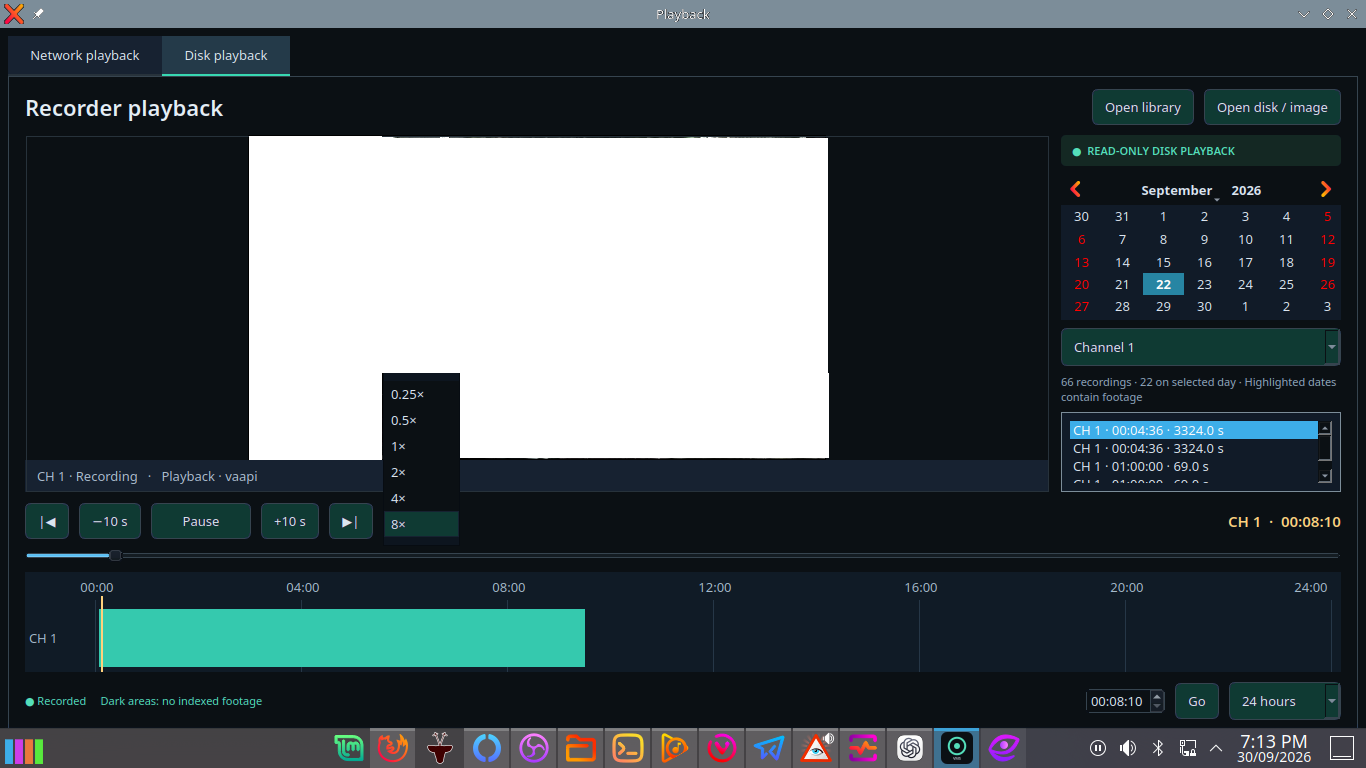 Playback
Network playback
Disk playback
Recorder playback
Open library
Open disk / image
READ-ONLY DISK PLAYBACK
September 2026
30 31 1 2 3 4 5
6 7 8 9 10 11 12
13 14 15 16 17 18 19
20 21 22 23 24 25 26
27 28 29 30 1 2 3
Channel 1
66 recordings · 22 on selected day · Highlighted dates
contain footage
CH 1 · 00:04:36 · 3324.0 s
CH 1 · 00:04:36 · 3324.0 s
CH 1 · 01:00:00 · 69.0 s
0.25×
0.5×
1×
2×
4×
8×
CH 1 · Recording · Playback · vaapi
−10 s
Pause
+10 s
CH 1 · 00:08:10
00:00 04:00 08:00 12:00 16:00 20:00 24:00
CH 1
Recorded
Dark areas: no indexed footage
00:08:10
Go
24 hours
7:13 PM
30/09/2026